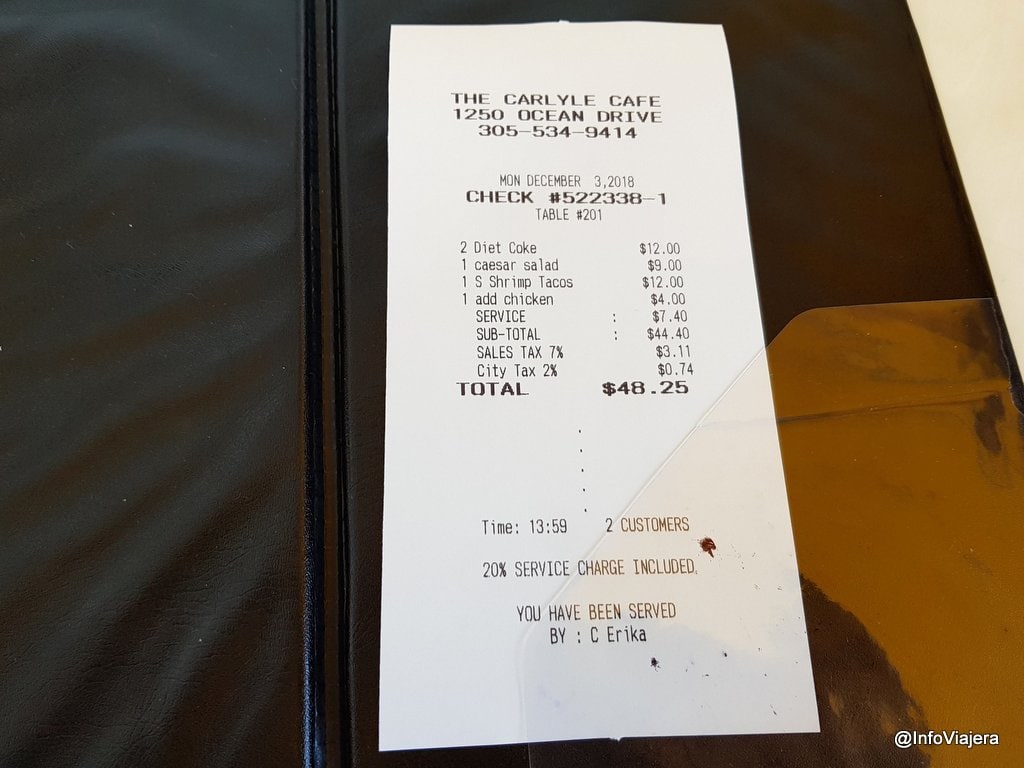 THE CARLYLE CAFE
1250 OCEAN DRIVE
305-534-9414
MON DECEMBER 3,2018
CHECK #522338-1
TABLE #201
2 Diet Coke $12.00
1 caesar salad $9.00
1 S Shrimp Tacos $12.00
1 add chicken $4.00
SERVICE : $7.40
SUB-TOTAL : $44.40
SALES TAX 7% $3.11
City Tax 2% $0.74
TOTAL $48.25
.
.
.
.
.
Time: 13:59 2 CUSTOMERS
20% SERVICE CHARGE INCLUDED.
YOU HAVE BEEN SERVED
BY : C Erika
@InfoViajera